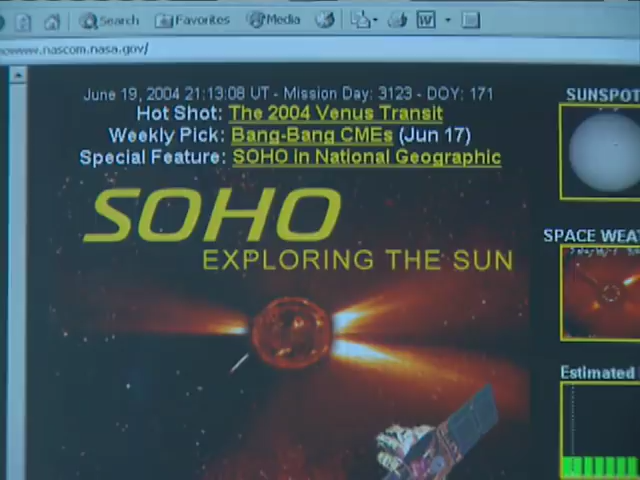 Search Favorites Media
www.nascom.nasa.gov/
June 19, 2004 21:13:08 UT - Mission Day: 3123 - DOY: 171
Hot Shot: The 2004 Venus Transit
Weekly Pick: Bang-Bang CMEs (Jun 17)
Special Feature: SOHO in National Geographic
SUNSPOT
SOHO
EXPLORING THE SUN
SPACE WEA
Estimated